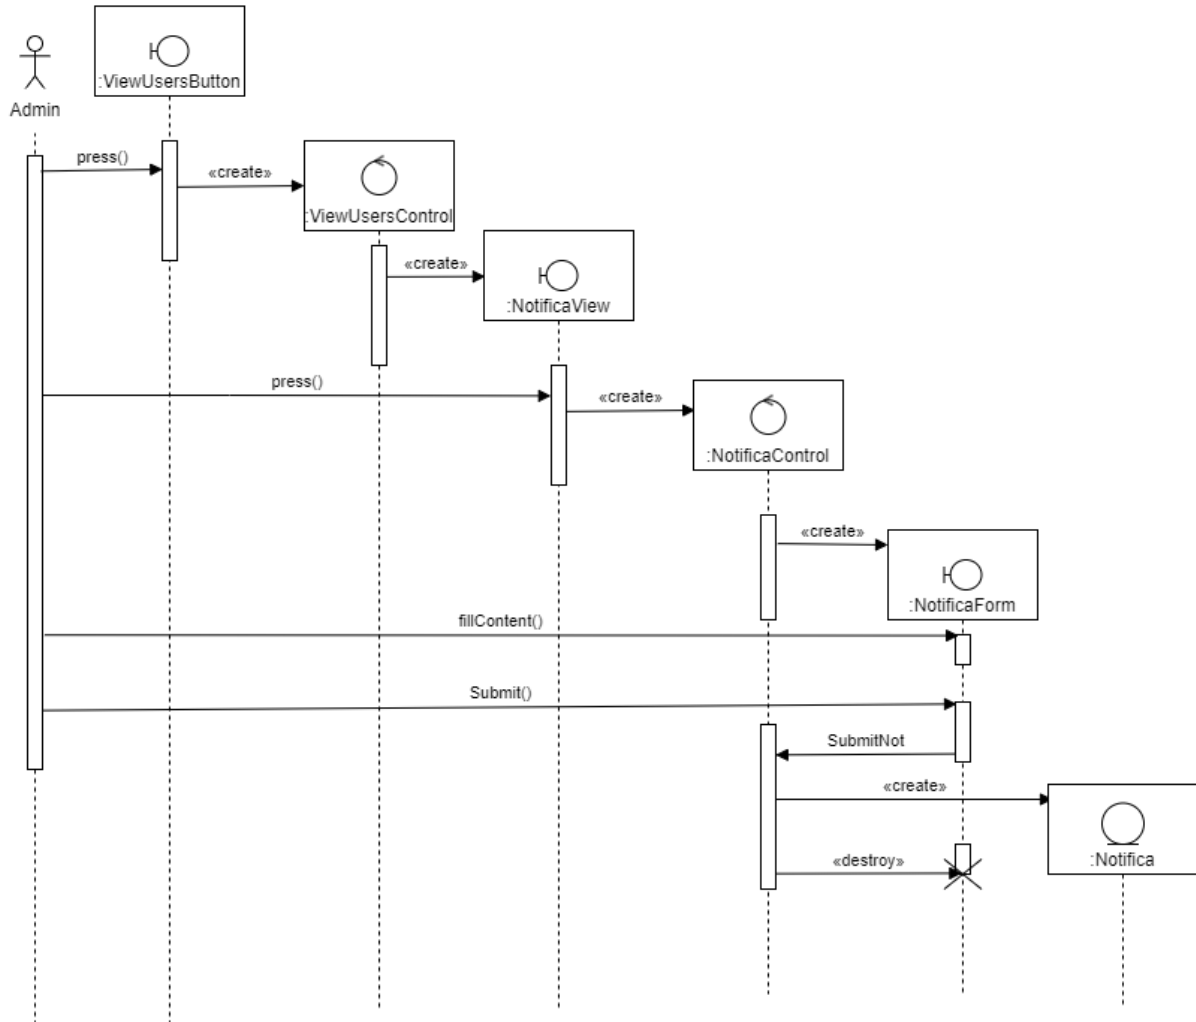 :ViewUsersButton
Admin
press()
«create»
:ViewUsersControl
«create»
:NotificaView
press()
«create»
:NotificaControl
«create»
:NotificaForm
fillContent()
Submit()
SubmitNot
«create»
«destroy»
:Notifica